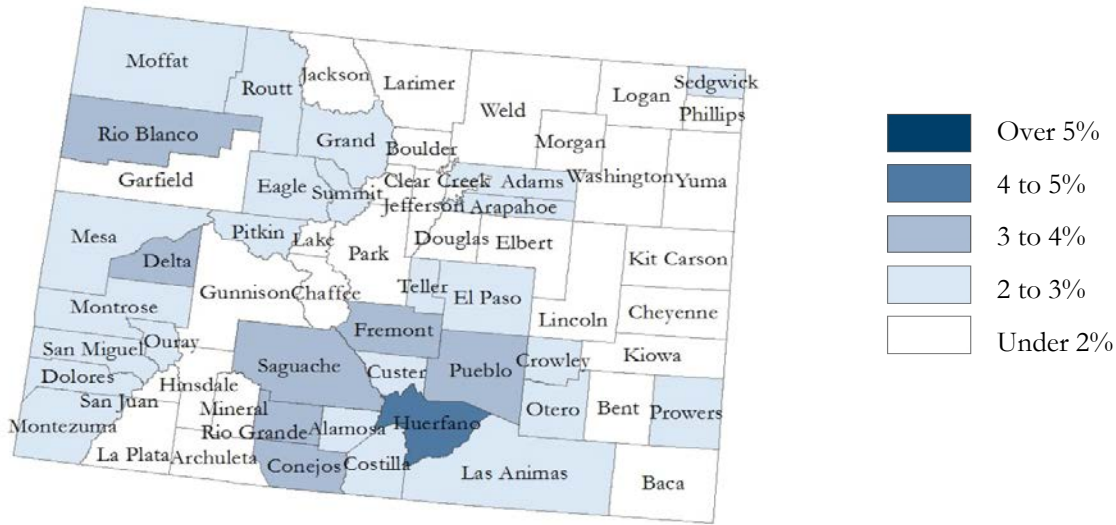 Moffat
Routt
Jackson
Larimer
Weld
Logan
Sedgwick
Phillips
Rio Blanco
Grand
Boulder
Morgan
Washington
Yuma
Garfield
Eagle
Summit
Clear Creek
Adams
Jefferson
Arapahoe
Mesa
Pitkin
Lake
Park
Douglas
Elbert
Kit Carson
Delta
Gunnison
Chaffee
Teller
El Paso
Lincoln
Cheyenne
Montrose
Fremont
San Miguel
Ouray
Saguache
Custer
Pueblo
Crowley
Kiowa
Dolores
Hinsdale
San Juan
Mineral
Otero
Bent
Prowers
Montezuma
Rio Grande
Alamosa
Huerfano
La Plata
Archuleta
Conejos
Costilla
Las Animas
Baca
Over 5%
4 to 5%
3 to 4%
2 to 3%
Under 2%